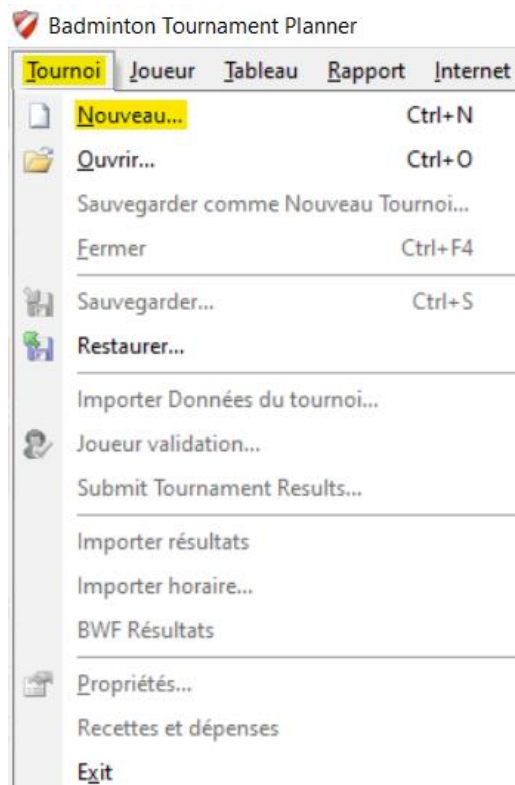 Badminton Tournament Planner
Tournoi Joueur Tableau Rapport Internet
Nouveau... Ctrl+N
Ouvrir... Ctrl+O
Sauvegarder comme Nouveau Tournoi...
Fermer Ctrl+F4
Sauvegarder... Ctrl+S
Restaurer...
Importer Données du tournoi...
Joueur validation...
Submit Tournament Results...
Importer résultats
Importer horaire...
BWF Résultats
Propriétés...
Recettes et dépenses
Exit